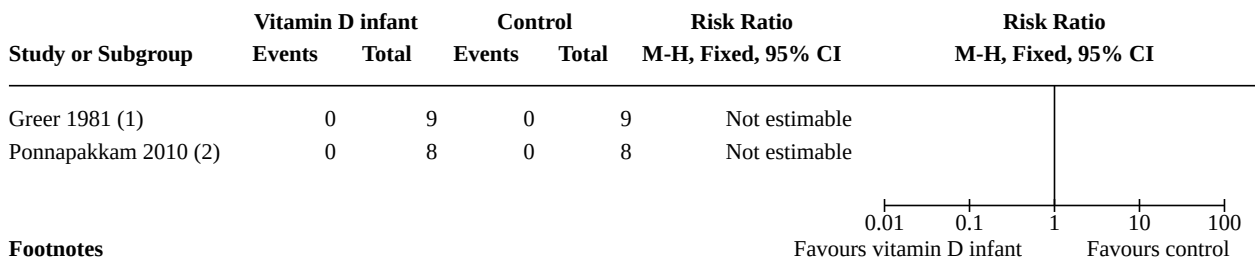 Vitamin D infant Control Risk Ratio Risk Ratio
Study or Subgroup Events Total Events Total M-H, Fixed, 95% CI M-H, Fixed, 95% CI
Greer 1981 (1) 0 9 0 9 Not estimable
Ponnapakkam 2010 (2) 0 8 0 8 Not estimable
0.01 0.1 1 10 100
Footnotes Favours vitamin D infant Favours control